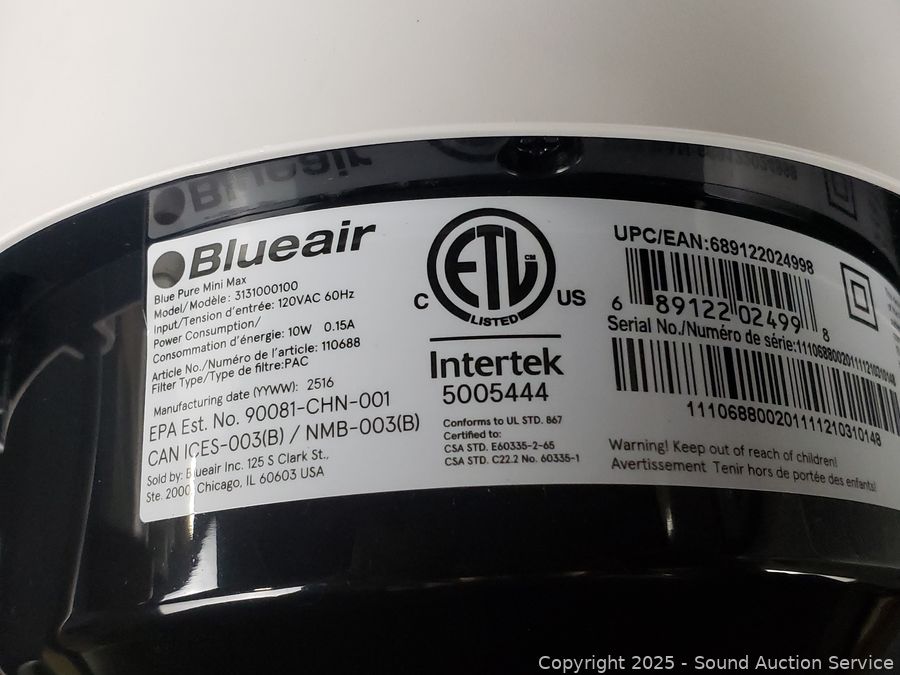 Blueair
Blue Pure Mini Max
Model/Modèle: 3131000100
Input/Tension d'entrée: 120VAC 60Hz
Power Consumption/
Consommation d'énergie: 10W 0.15A
Article No./Numéro de l'article: 110688
Filter Type/Type de filtre: PAC
Manufacturing date (YYWW): 2516
EPA Est. No. 90081-CHN-001
CAN ICES-003(B) / NMB-003(B)
Sold by: Blueair Inc. 125 S Clark St.,
Ste. 2000, Chicago, IL 60603 USA
ETL CM
C US
LISTED
Intertek
5005444
Conforms to UL STD. 867
Certified to:
CSA STD. E60335-2-65
CSA STD. C22.2 No. 60335-1
UPC/EAN:689122024998
6 89122 02499 8
Serial No./Numéro de série:1110688002011111210310148
1110688002011111210310148
Warning! Keep out of reach of children!
Avertissement Tenir hors de portée des enfants!
Copyright 2025 - Sound Auction Service